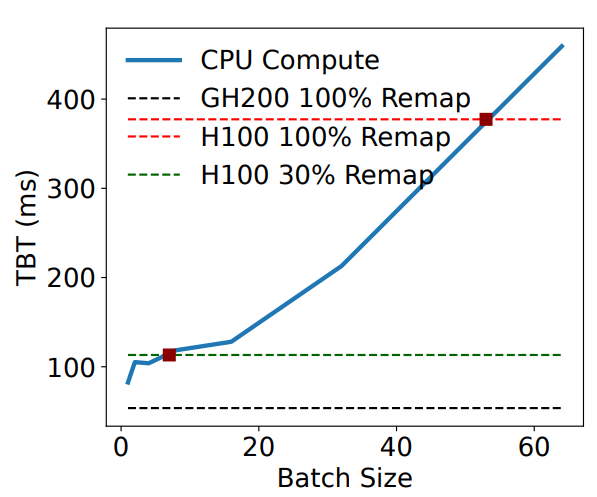 CPU Compute
GH200 100% Remap
H100 100% Remap
H100 30% Remap
TBT (ms)
400
300
200
100
0 20 40 60
Batch Size